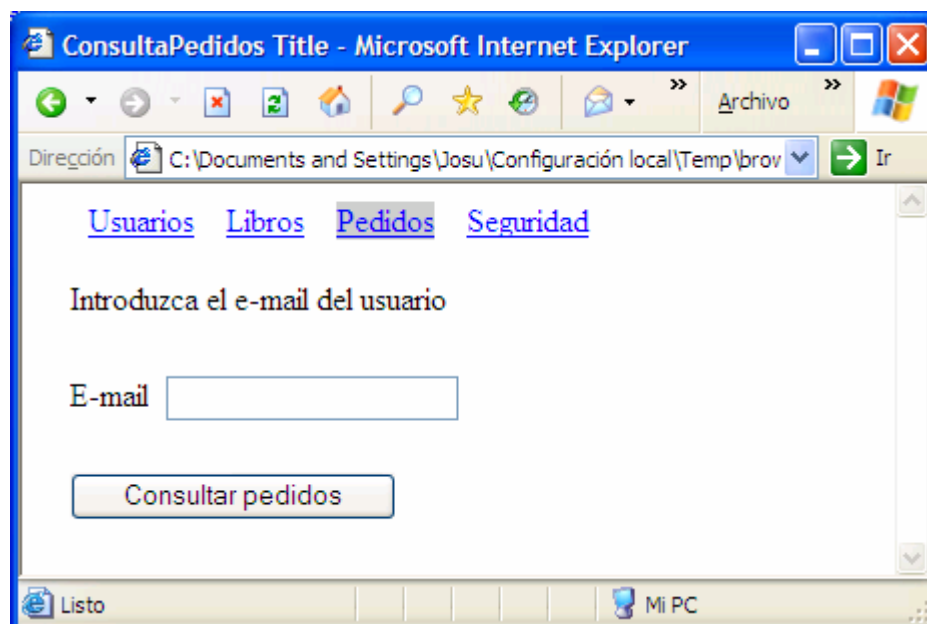 ConsultaPedidos Title - Microsoft Internet Explorer
» Archivo »
Dirección C:\Documents and Settings\Josu\Configuración local\Temp\brov Ir
Usuarios Libros Pedidos Seguridad
Introduzca el e-mail del usuario
E-mail
Consultar pedidos
Listo Mi PC